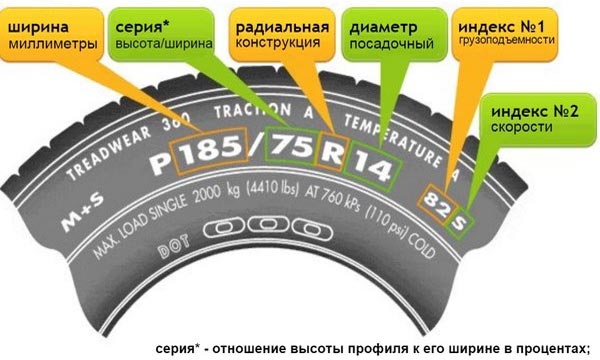 ширина
миллиметры
серия*
высота/ширина
радиальная
конструкция
диаметр
посадочный
индекс №1
грузоподъемности
индекс №2
скорости
TREADWEAR 360 TRACTION A TEMPERATURE A
P 185/75 R 14 82 S
M+S
MAX. LOAD SINGLE 2000 kg (4410 lbs) AT 760 kPs (110 psi) COLD
DOT
серия* - отношение высоты профиля к его ширине в процентах;